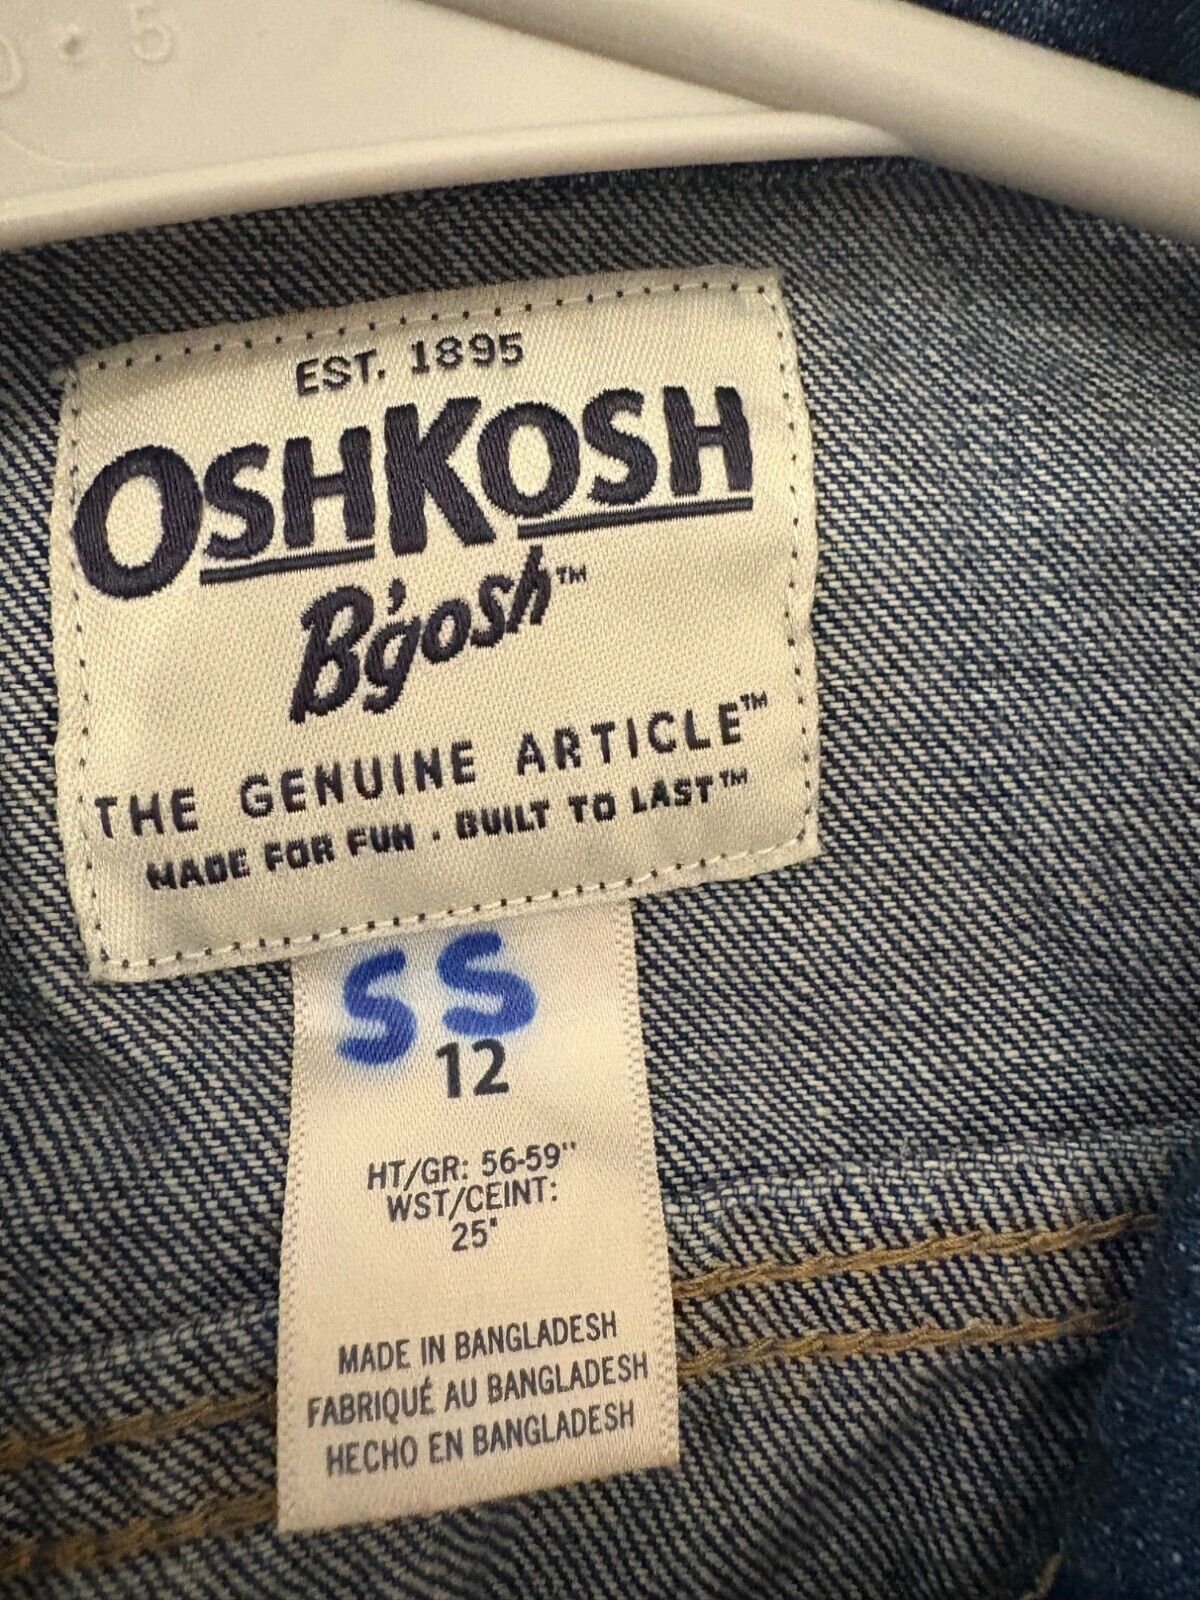 · 5
EST. 1895
OSHKOSH
B'gosh™
THE GENUINE ARTICLE™
MADE FOR FUN · BUILT TO LAST™
SS
12
HT/GR: 56-59"
WST/CEINT:
25"
MADE IN BANGLADESH
FABRIQUÉ AU BANGLADESH
HECHO EN BANGLADESH